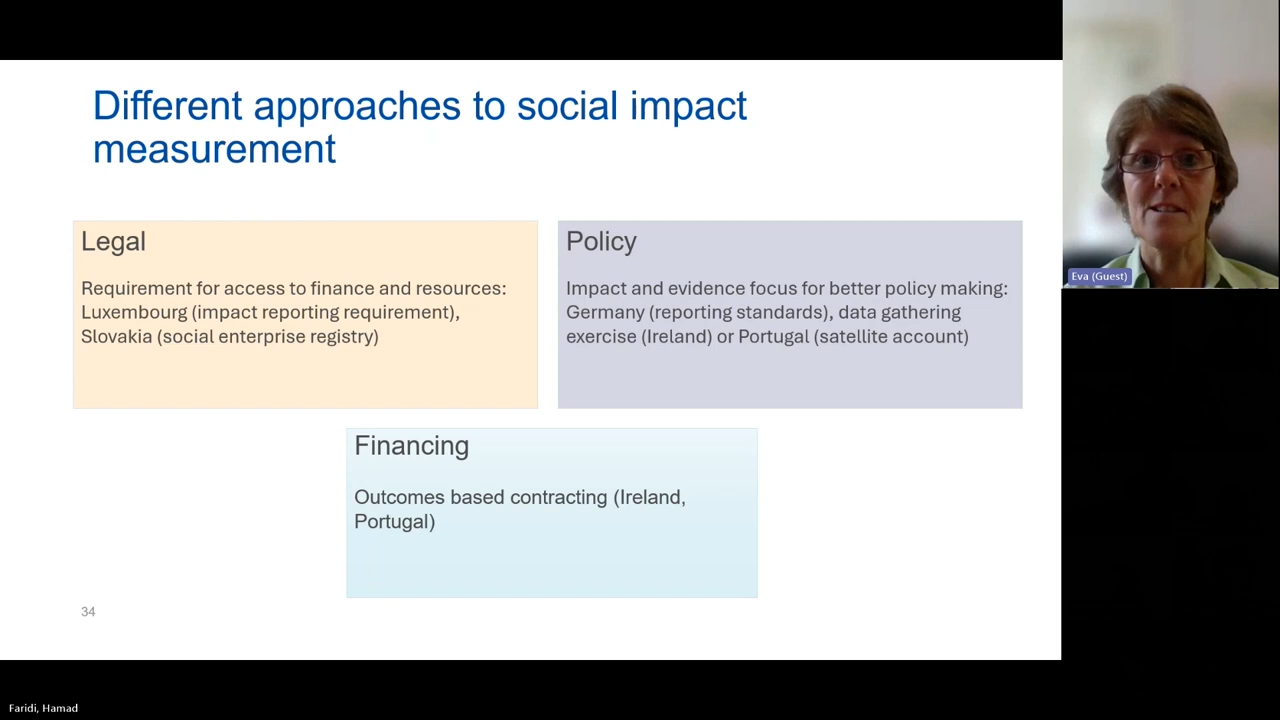 Different approaches to social impact
measurement
Legal
Requirement for access to finance and resources:
Luxembourg (impact reporting requirement),
Slovakia (social enterprise registry)
Policy
Impact and evidence focus for better policy making:
Germany (reporting standards), data gathering
exercise (Ireland) or Portugal (satellite account)
Financing
Outcomes based contracting (Ireland,
Portugal)
34
Eva (Guest)
Faridi, Hamad